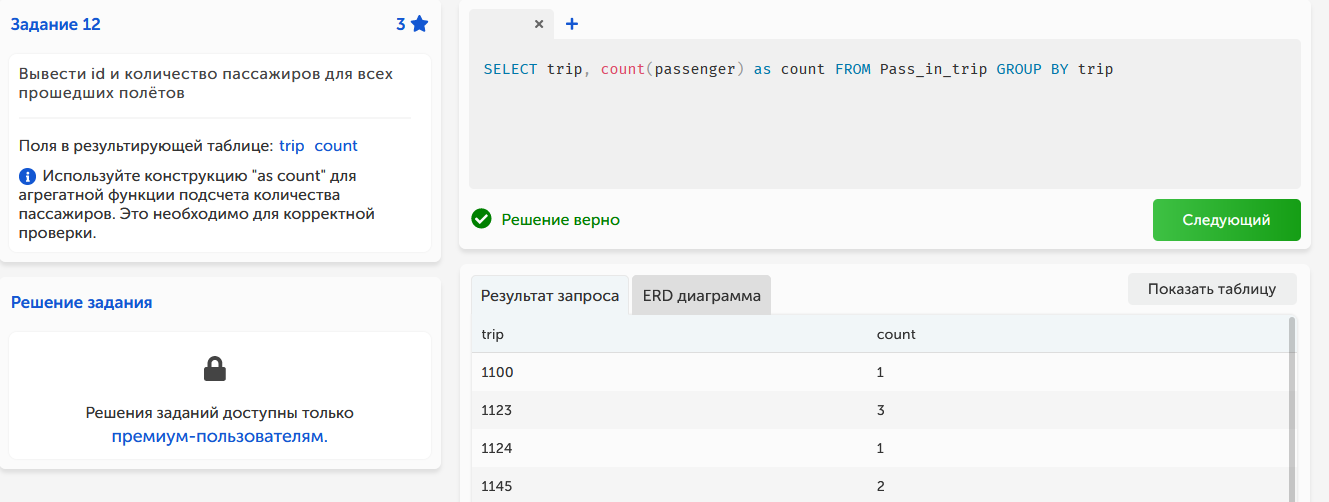 Задание 12
3
Вывести id и количество пассажиров для всех
прошедших полётов
Поля в результирующей таблице: trip count
Используйте конструкцию "as count" для
агрегатной функции подсчета количества
пассажиров. Это необходимо для корректной
проверки.
Решение задания
Решения заданий доступны только
премиум-пользователям.
SELECT trip, count(passenger) as count FROM Pass_in_trip GROUP BY trip
Решение верно
Следующий
Результат запроса
ERD диаграмма
Показать таблицу
trip count
1100 1
1123 3
1124 1
1145 2